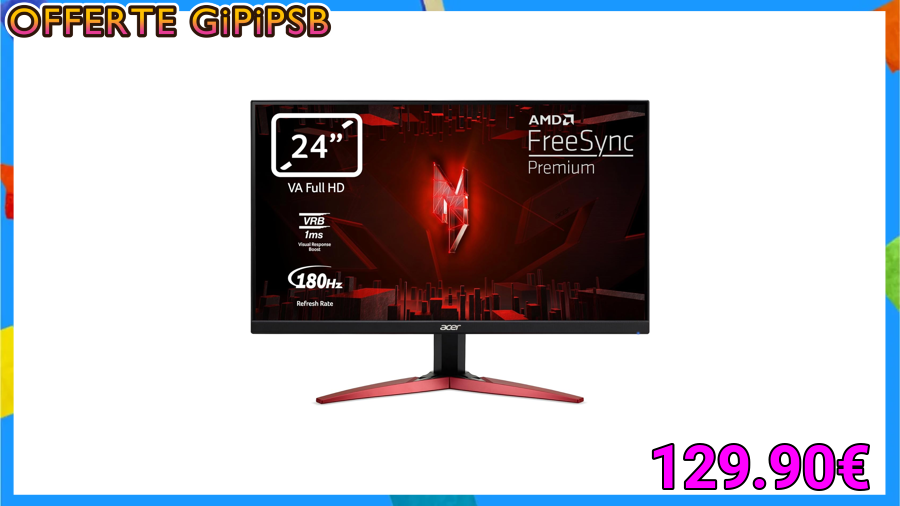 OFFERTE GiPiPSB
24”
VA Full HD
VRB
1ms
Visual Response
Boost
180Hz
Refresh Rate
AMD
FreeSync
Premium
acer
129.90€